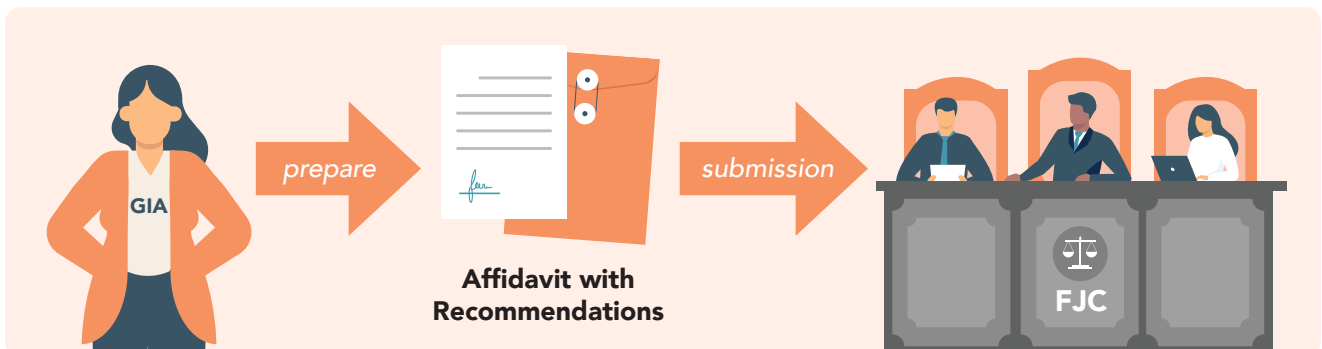 GIA
prepare
Affidavit with
Recommendations
submission
FJC